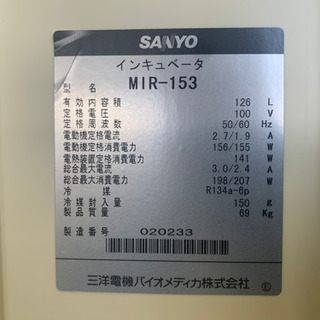 SANYO
インキュベータ
型名 MIR-153
有効内容積 126 L
定格電圧 100 V
定格周波数 50/60 Hz
電動機定格電流 2.7/1.9 A
電動機定格消費電力 156/155 W
電熱装置定格消費電力 141 W
総合最大電流 3.0/2.4 A
総合最大消費電力 198/207 W
冷媒 R134a-6p
冷媒封入量 150 g
製品質量 69 Kg
製造番号 020233
三洋電機バイオメディカ株式会社